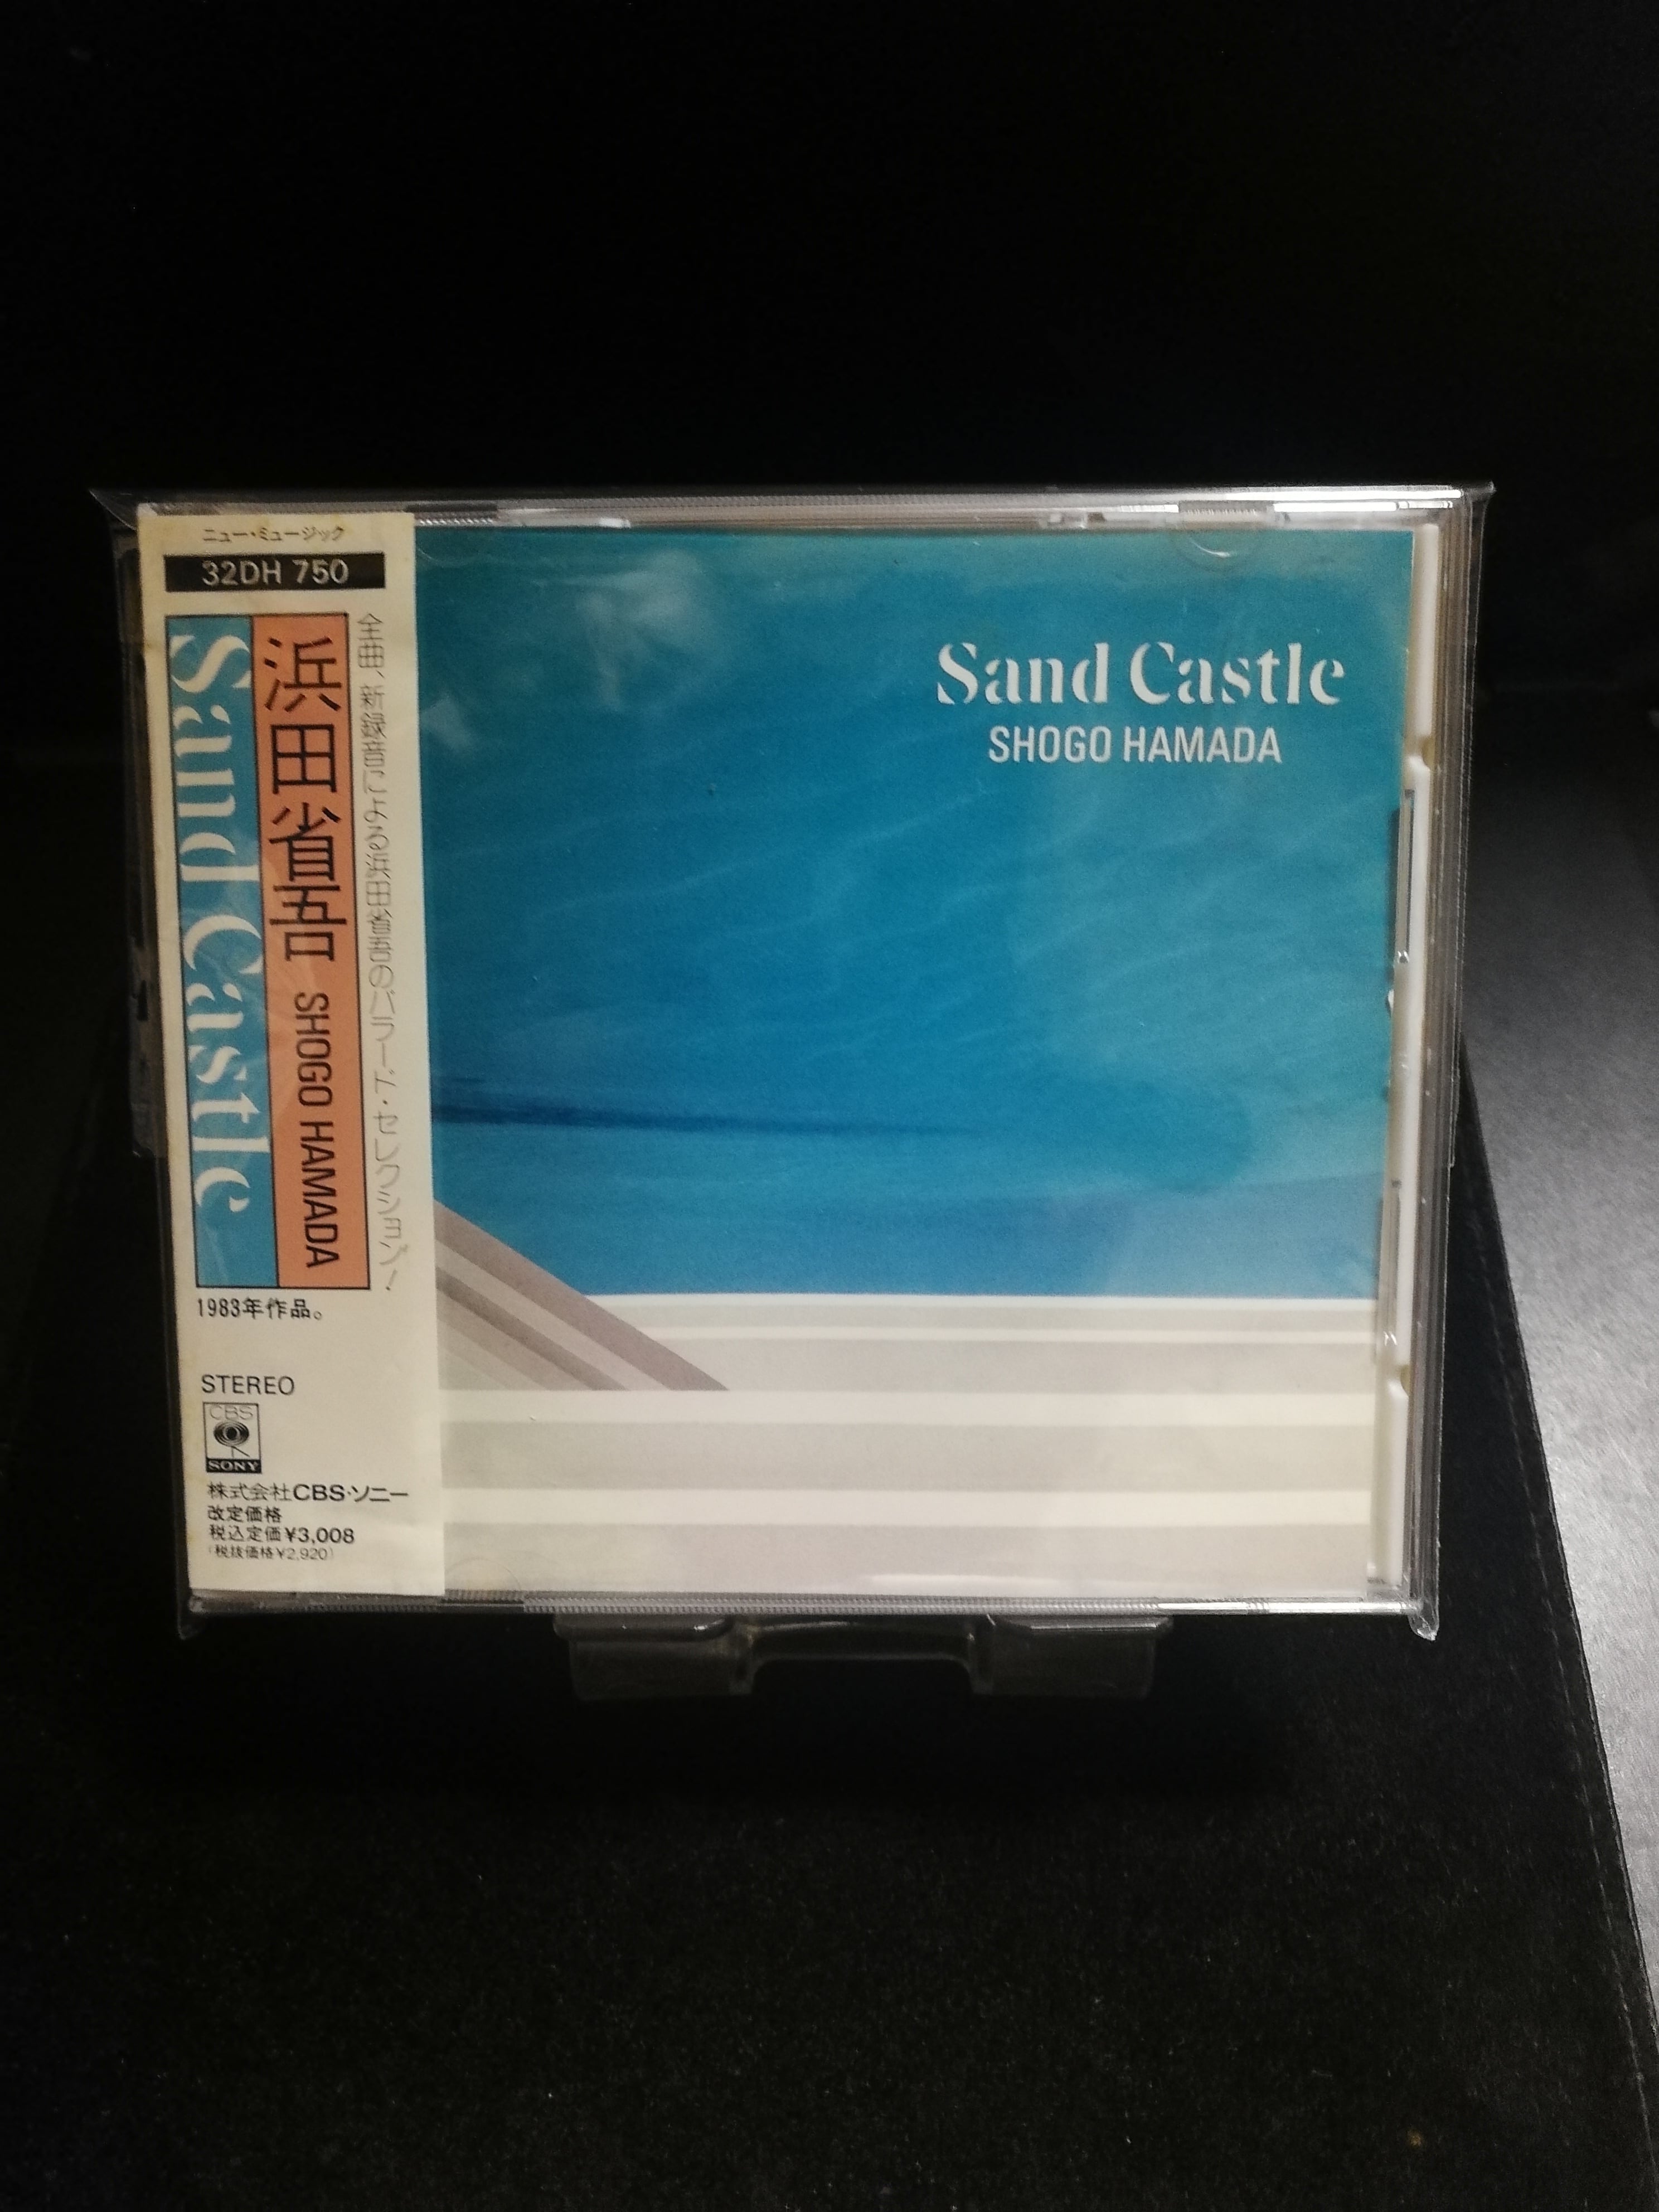 ニュー・ミュージック
32DH 750
全曲、新録音による浜田省吾のバラード・セレクション！
浜田省吾 SHOGO HAMADA
Sand Castle
1983年作品。
STEREO
CBS
SONY
株式会社CBS・ソニー
改定価格
税込定価¥3,008
(税抜価格¥2,920)
Sand Castle
SHOGO HAMADA